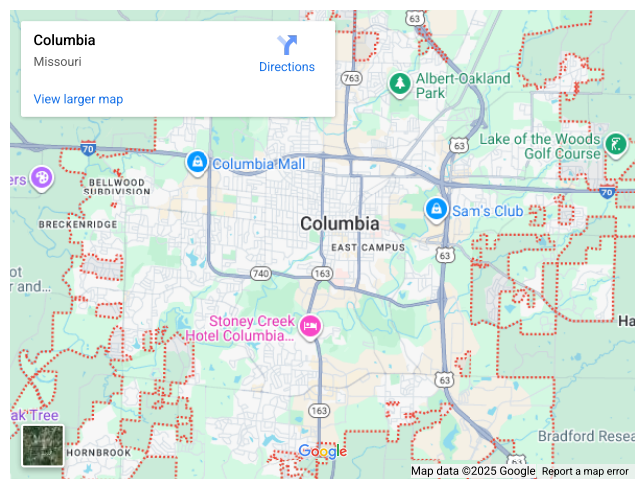 Columbia
Missouri
Directions
View larger map
63
763
Albert-Oakland
Park
63
Lake of the Woods
Golf Course
70
Columbia Mall
ers
BELLWOOD
SUBDIVISION
70
Sam's Club
BRECKENRIDGE
Columbia
EAST CAMPUS
63
ot
r and...
740
163
Stoney Creek
Hotel Columbia...
Ha
63
163
ak Tree
Bradford Resea
HORNBROOK
Google
63
Map data ©2025 Google
Report a map error